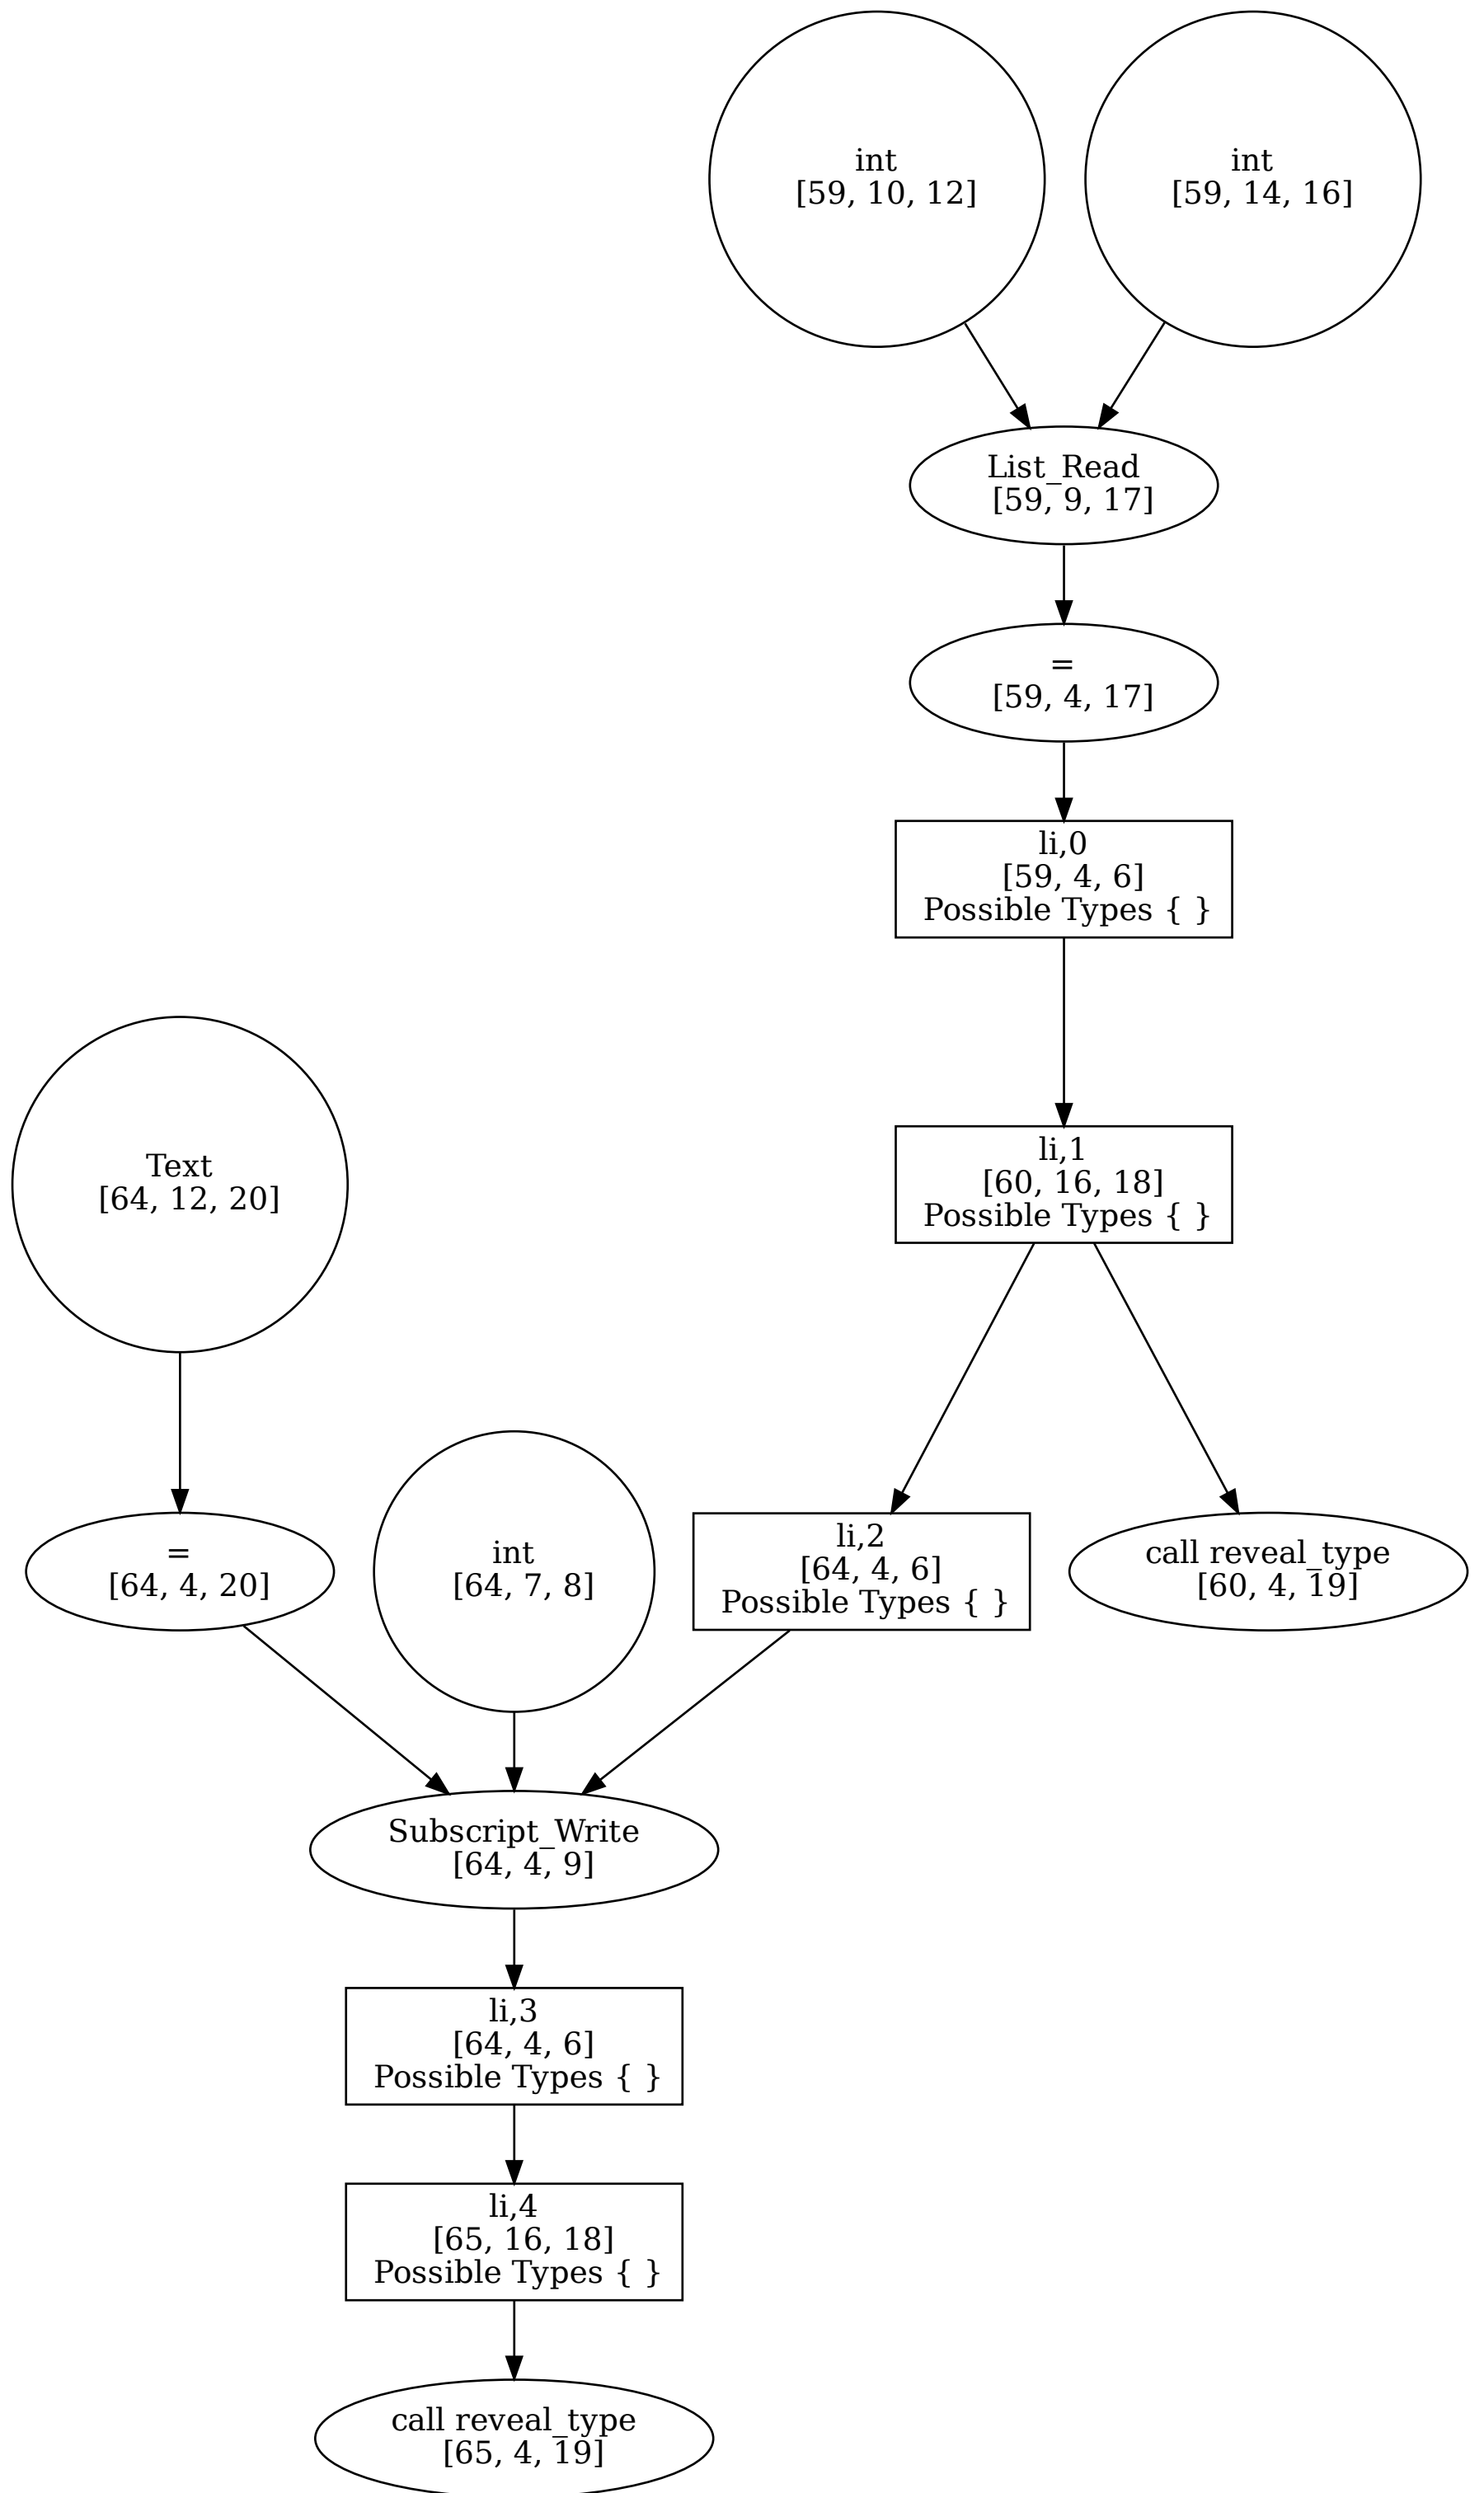 int
[59, 10, 12]
int
[59, 14, 16]
List_Read
[59, 9, 17]
=
[59, 4, 17]
li,0
[59, 4, 6]
Possible Types { }
Text
[64, 12, 20]
li,1
[60, 16, 18]
Possible Types { }
=
[64, 4, 20]
int
[64, 7, 8]
li,2
[64, 4, 6]
Possible Types { }
call reveal_type
[60, 4, 19]
Subscript_Write
[64, 4, 9]
li,3
[64, 4, 6]
Possible Types { }
li,4
[65, 16, 18]
Possible Types { }
call reveal_type
[65, 4, 19]